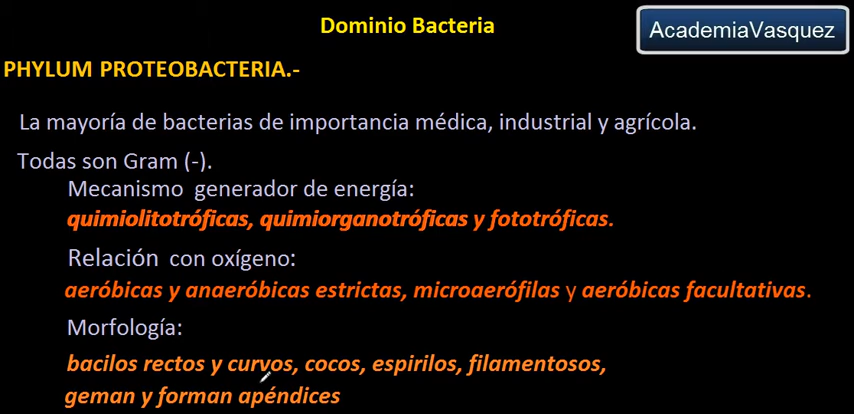 Dominio Bacteria
AcademiaVasquez
PHYLUM PROTEOBACTERIA.-
La mayoría de bacterias de importancia médica, industrial y agrícola.
Todas son Gram (-).
Mecanismo generador de energía:
quimiolitotróficas, quimiorganotróficas y fototróficas.
Relación con oxígeno:
aeróbicas y anaeróbicas estrictas, microaerófilas y aeróbicas facultativas.
Morfología:
bacilos rectos y curvos, cocos, espirilos, filamentosos,
geman y forman apéndices